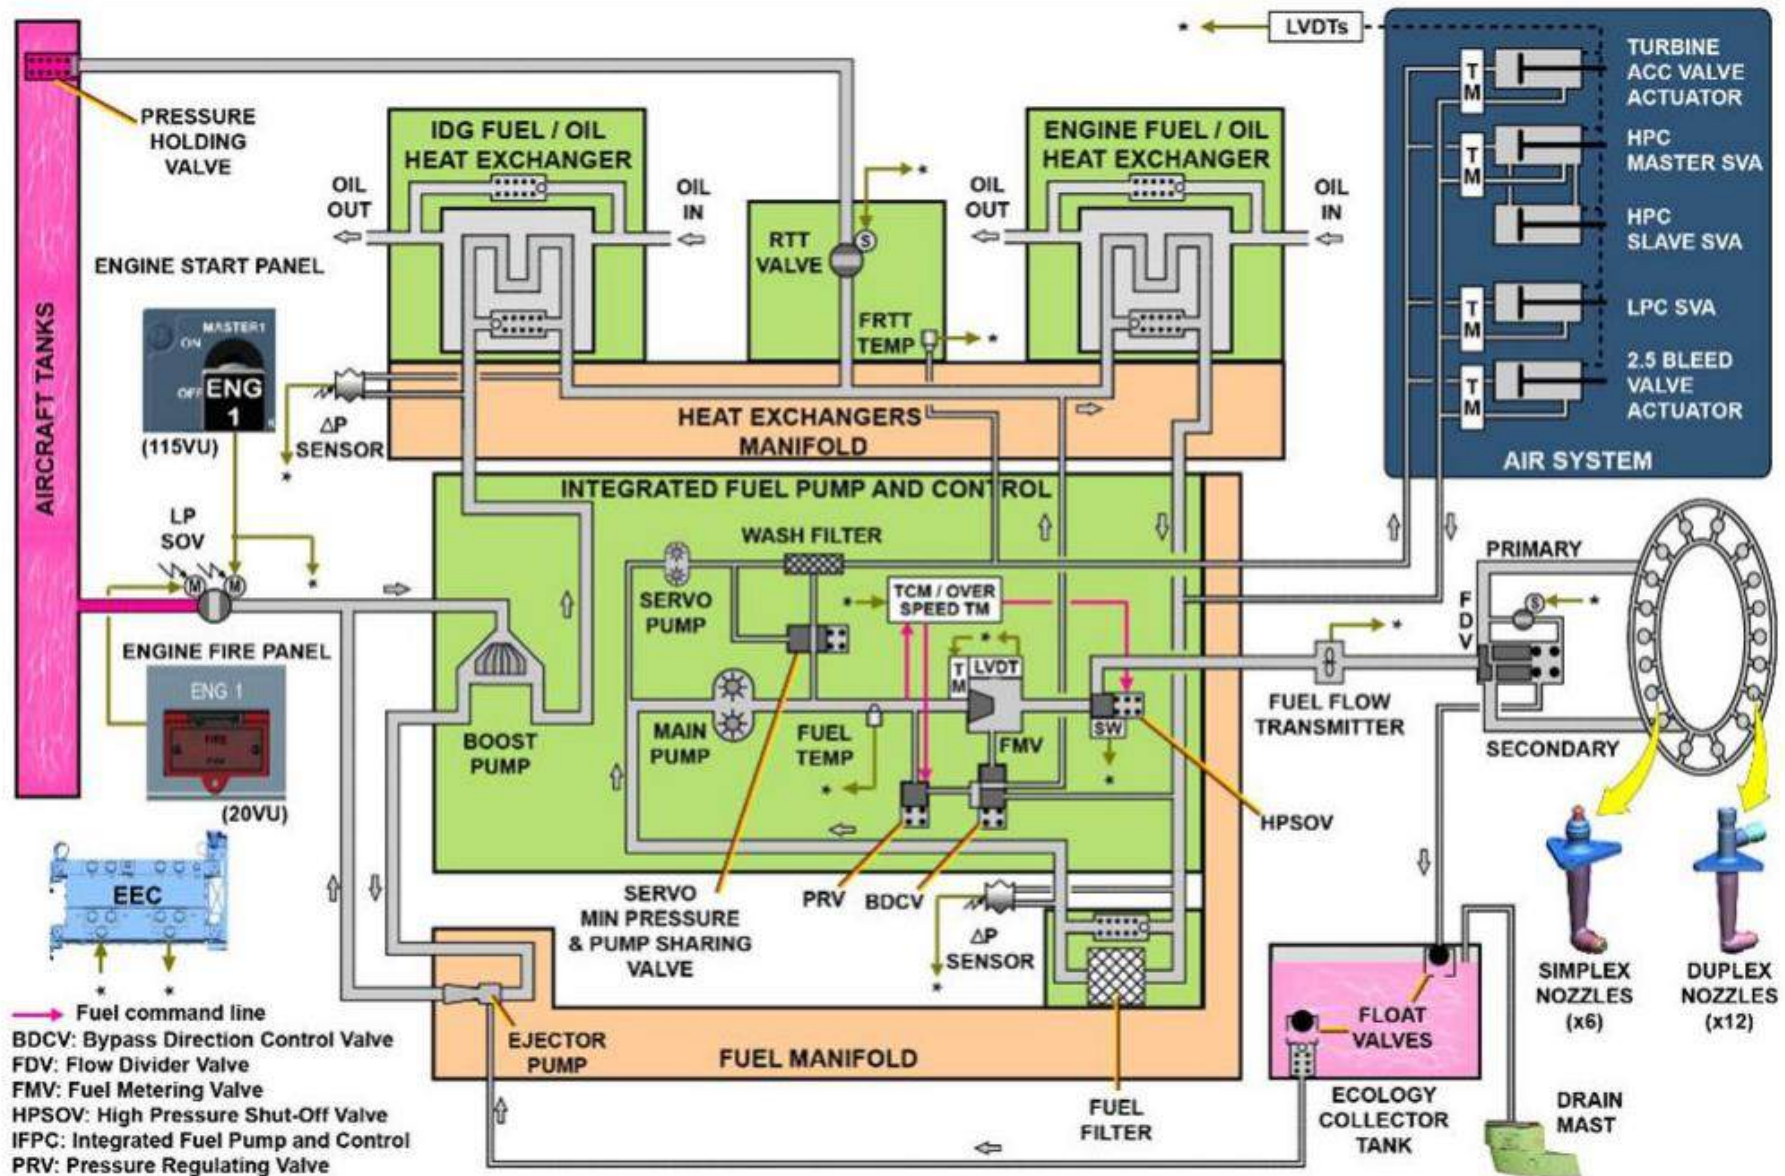 LVDTs
TURBINE
ACC VALVE
ACTUATOR
TM
HPC
MASTER SVA
TM
HPC
SLAVE SVA
LPC SVA
TM
2.5 BLEED
VALVE
ACTUATOR
TM
AIR SYSTEM
PRESSURE
HOLDING
VALVE
IDG FUEL / OIL
HEAT EXCHANGER
OIL
OUT
OIL
IN
ENGINE FUEL / OIL
HEAT EXCHANGER
OIL
OUT
OIL
IN
RTT
VALVE
S
FRTT
TEMP
AIRCRAFT TANKS
ENGINE START PANEL
MASTER1
ON
OFF
ENG
1
(115VU)
ΔP
SENSOR
HEAT EXCHANGERS
MANIFOLD
LP
SOV
M
M
ENGINE FIRE PANEL
ENG 1
FIRE
(20VU)
INTEGRATED FUEL PUMP AND CONTROL
WASH FILTER
SERVO
PUMP
TCM / OVER
SPEED TM
TM
LVDT
MAIN
PUMP
FUEL
TEMP
FMV
SW
BOOST
PUMP
HPSOV
SERVO
MIN PRESSURE
& PUMP SHARING
VALVE
PRV
BDCV
ΔP
SENSOR
PRIMARY
FDV
S
FUEL FLOW
TRANSMITTER
SECONDARY
SIMPLEX
NOZZLES
(x6)
DUPLEX
NOZZLES
(x12)
FLOAT
VALVES
ECOLOGY
COLLECTOR
TANK
DRAIN
MAST
EJECTOR
PUMP
FUEL MANIFOLD
FUEL
FILTER
EEC
Fuel command line
BDCV: Bypass Direction Control Valve
FDV: Flow Divider Valve
FMV: Fuel Metering Valve
HPSOV: High Pressure Shut-Off Valve
IFPC: Integrated Fuel Pump and Control
PRV: Pressure Regulating Valve